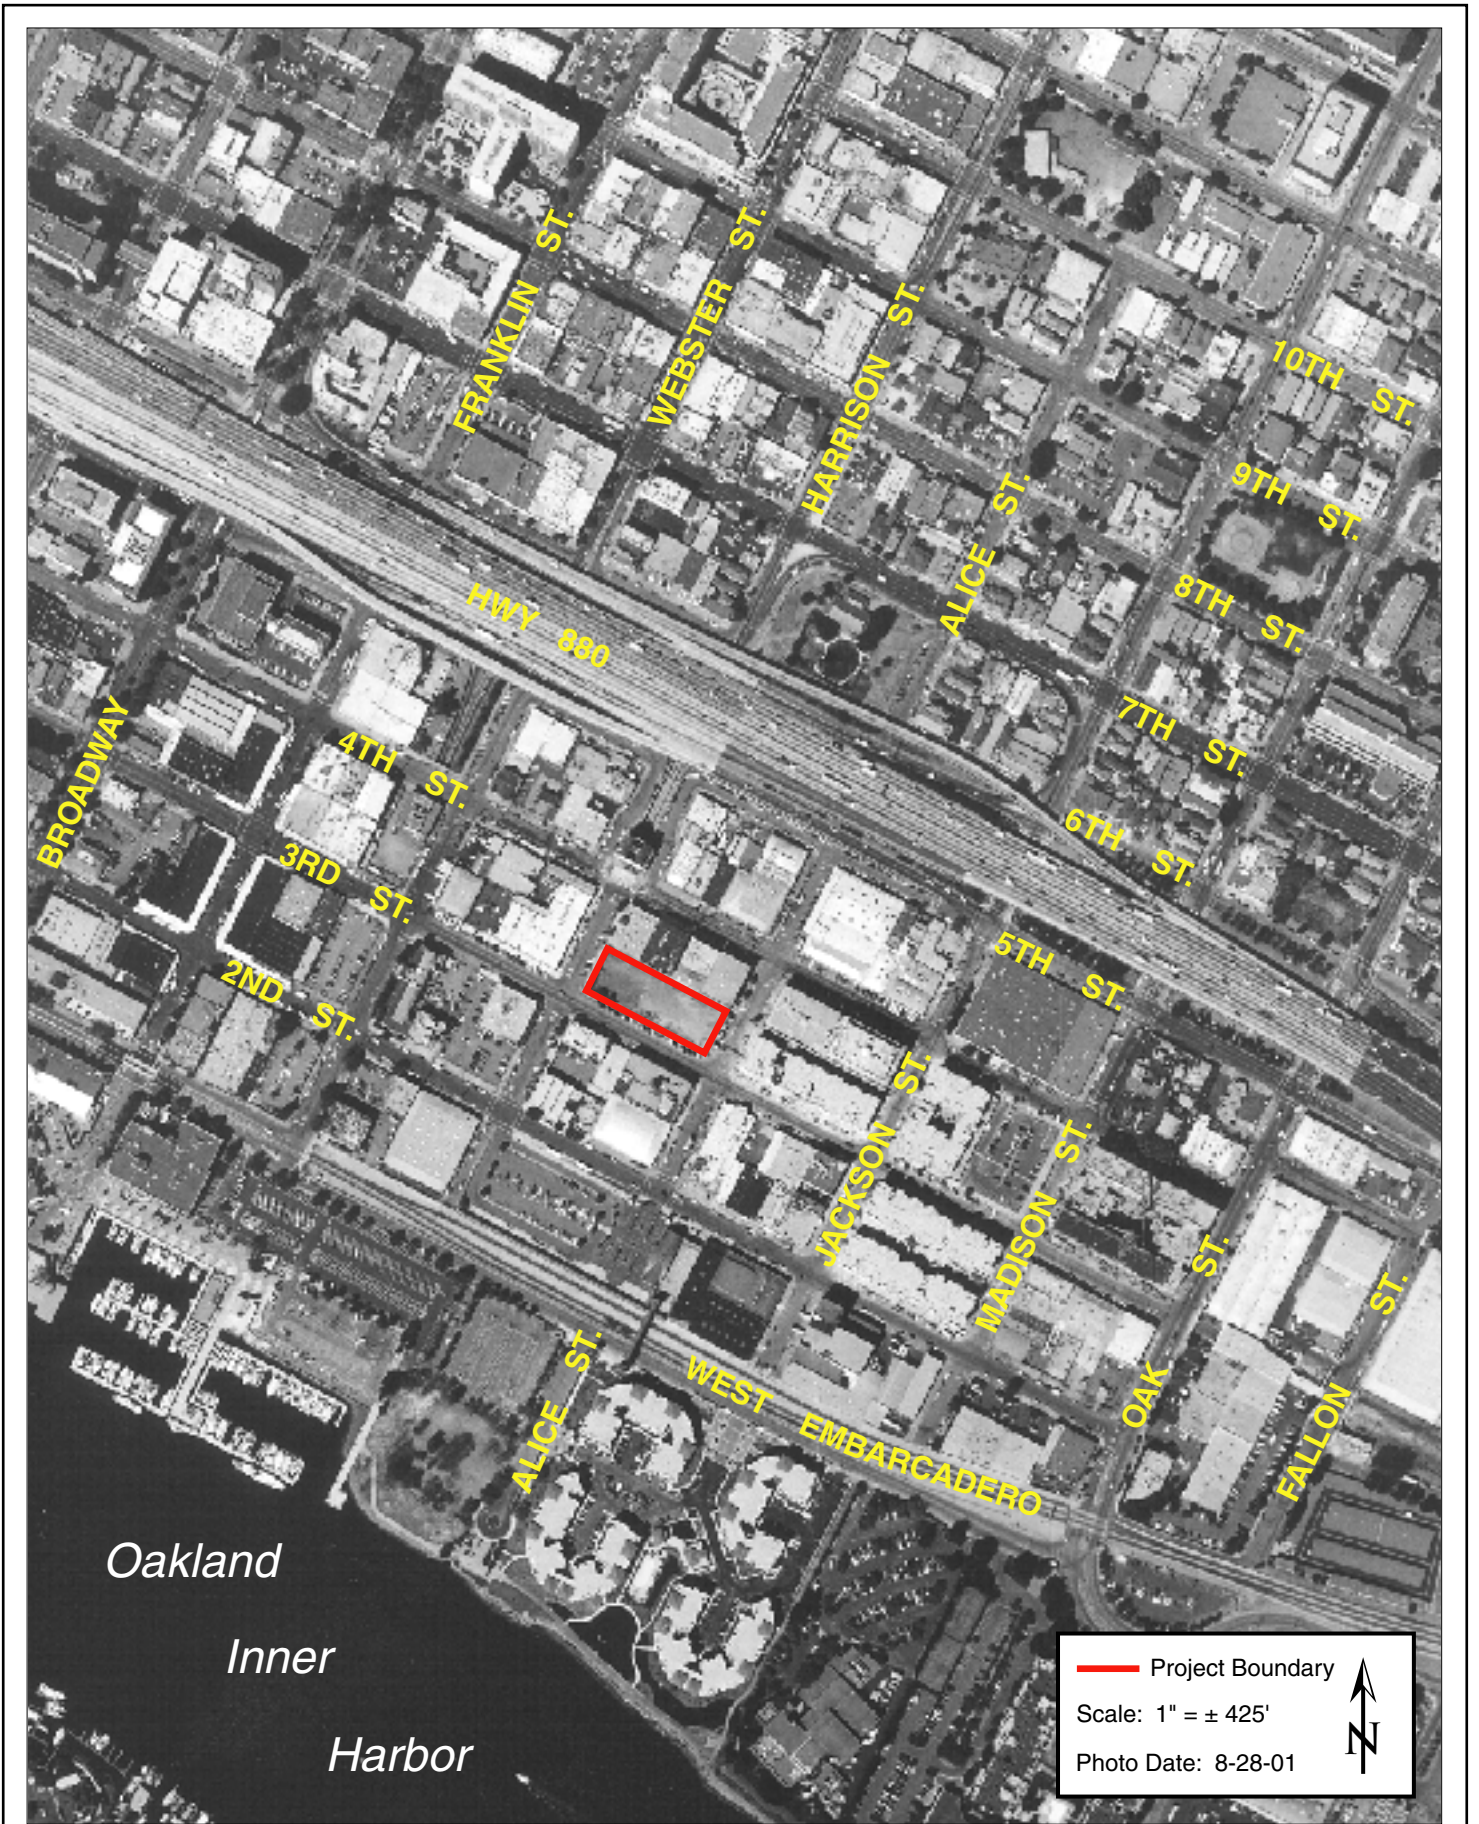 FRANKLIN ST.
WEBSTER ST.
HARRISON ST.
ALICE ST.
10TH ST.
9TH ST.
8TH ST.
7TH ST.
6TH ST.
HWY 880
BROADWAY
4TH ST.
3RD ST.
2ND ST.
5TH ST.
JACKSON ST.
MADISON ST.
OAK ST.
FALLON ST.
ALICE ST.
WEST EMBARCADERO
Oakland
Inner
Harbor
Project Boundary
Scale: 1" = ± 425'
Photo Date: 8-28-01
N